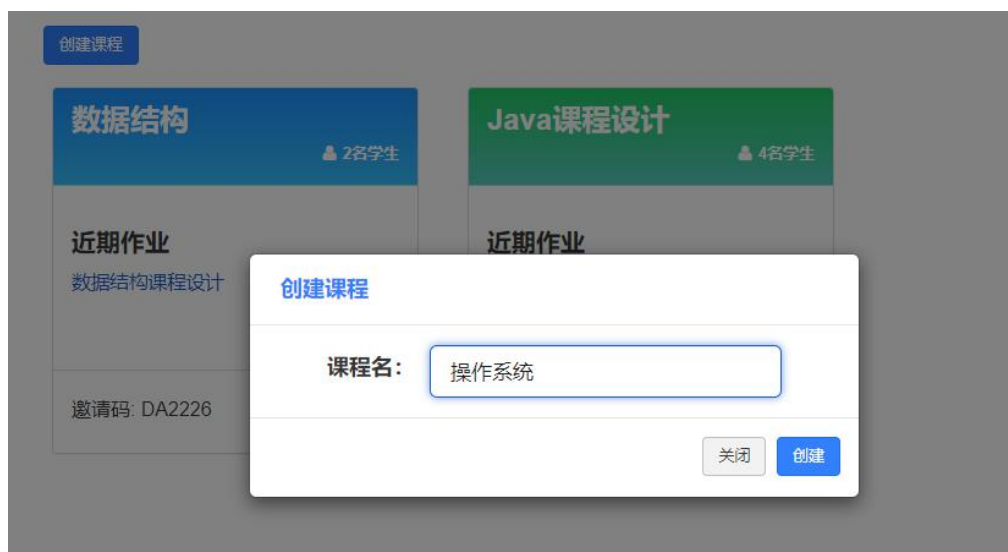 创建课程
数据结构
2名学生
Java课程设计
4名学生
近期作业
数据结构课程设计
近期作业
邀请码: DA2226
创建课程
课程名:
操作系统
关闭
创建